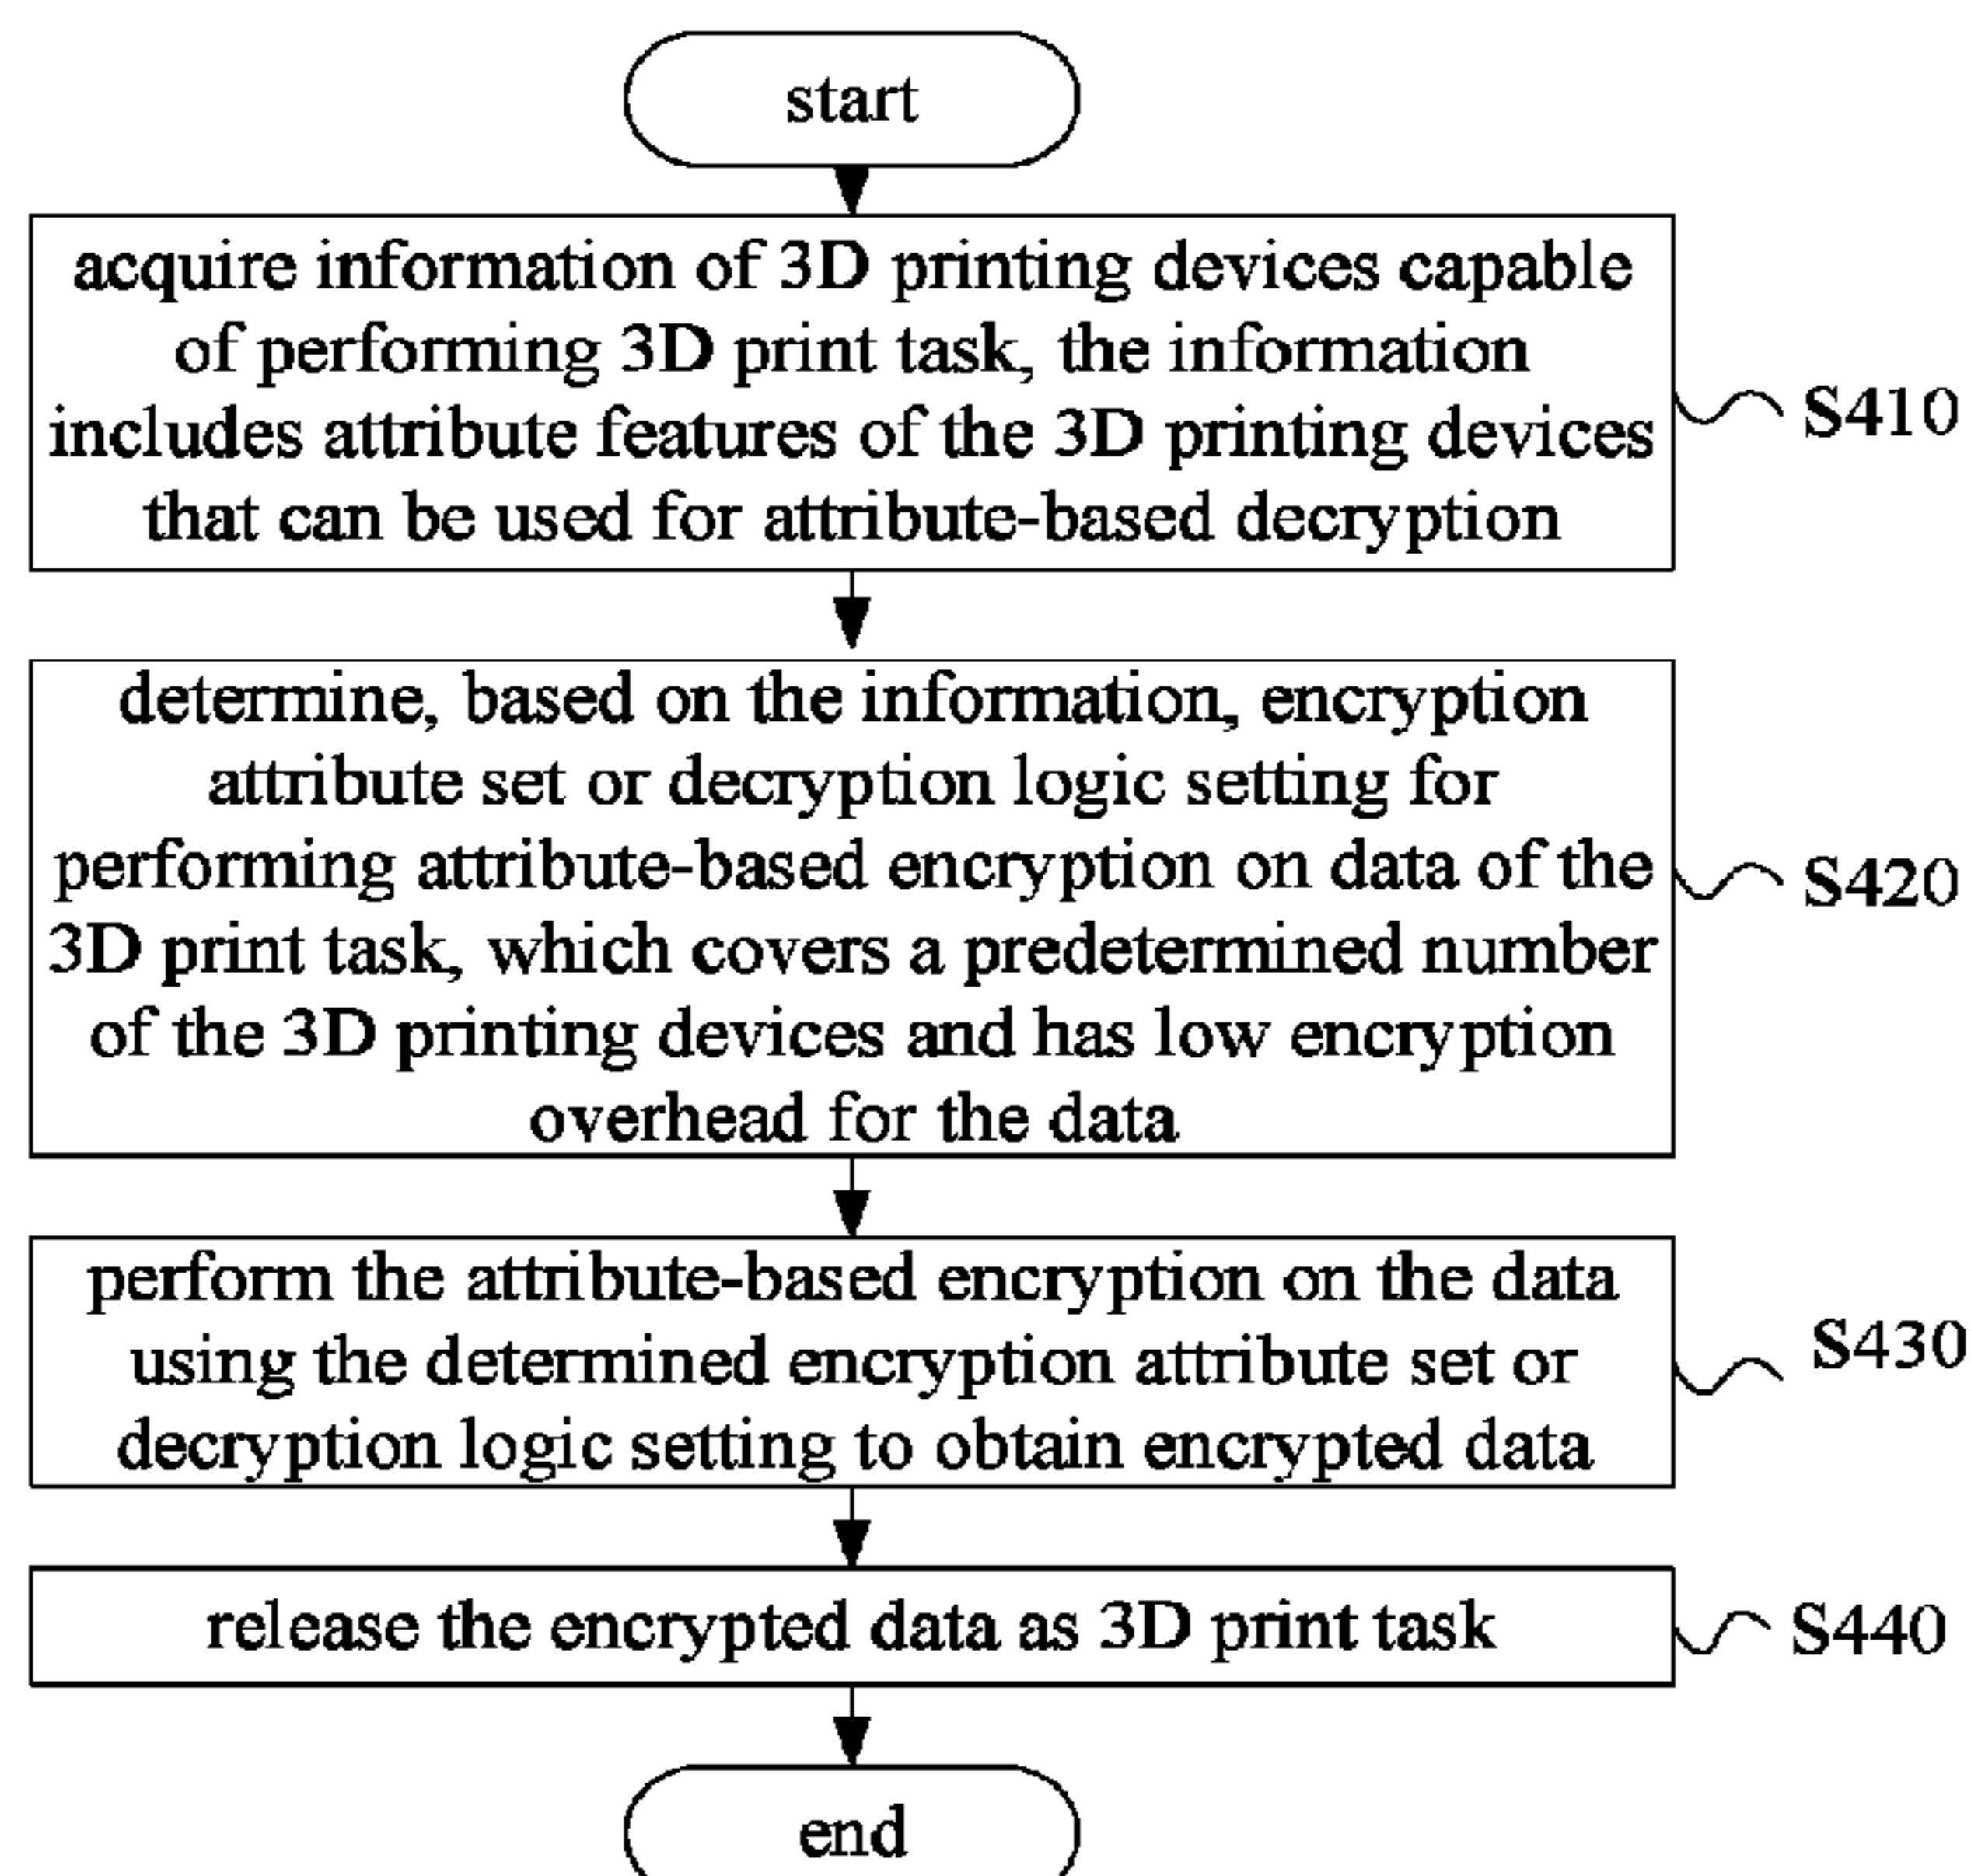 start
acquire information of 3D printing devices capable
of performing 3D print task, the information
includes attribute features of the 3D printing devices
that can be used for attribute-based decryption
S410
determine, based on the information, encryption
attribute set or decryption logic setting for
performing attribute-based encryption on data of the
3D print task, which covers a predetermined number
of the 3D printing devices and has low encryption
overhead for the data
S420
perform the attribute-based encryption on the data
using the determined encryption attribute set or
decryption logic setting to obtain encrypted data
S430
release the encrypted data as 3D print task
S440
end